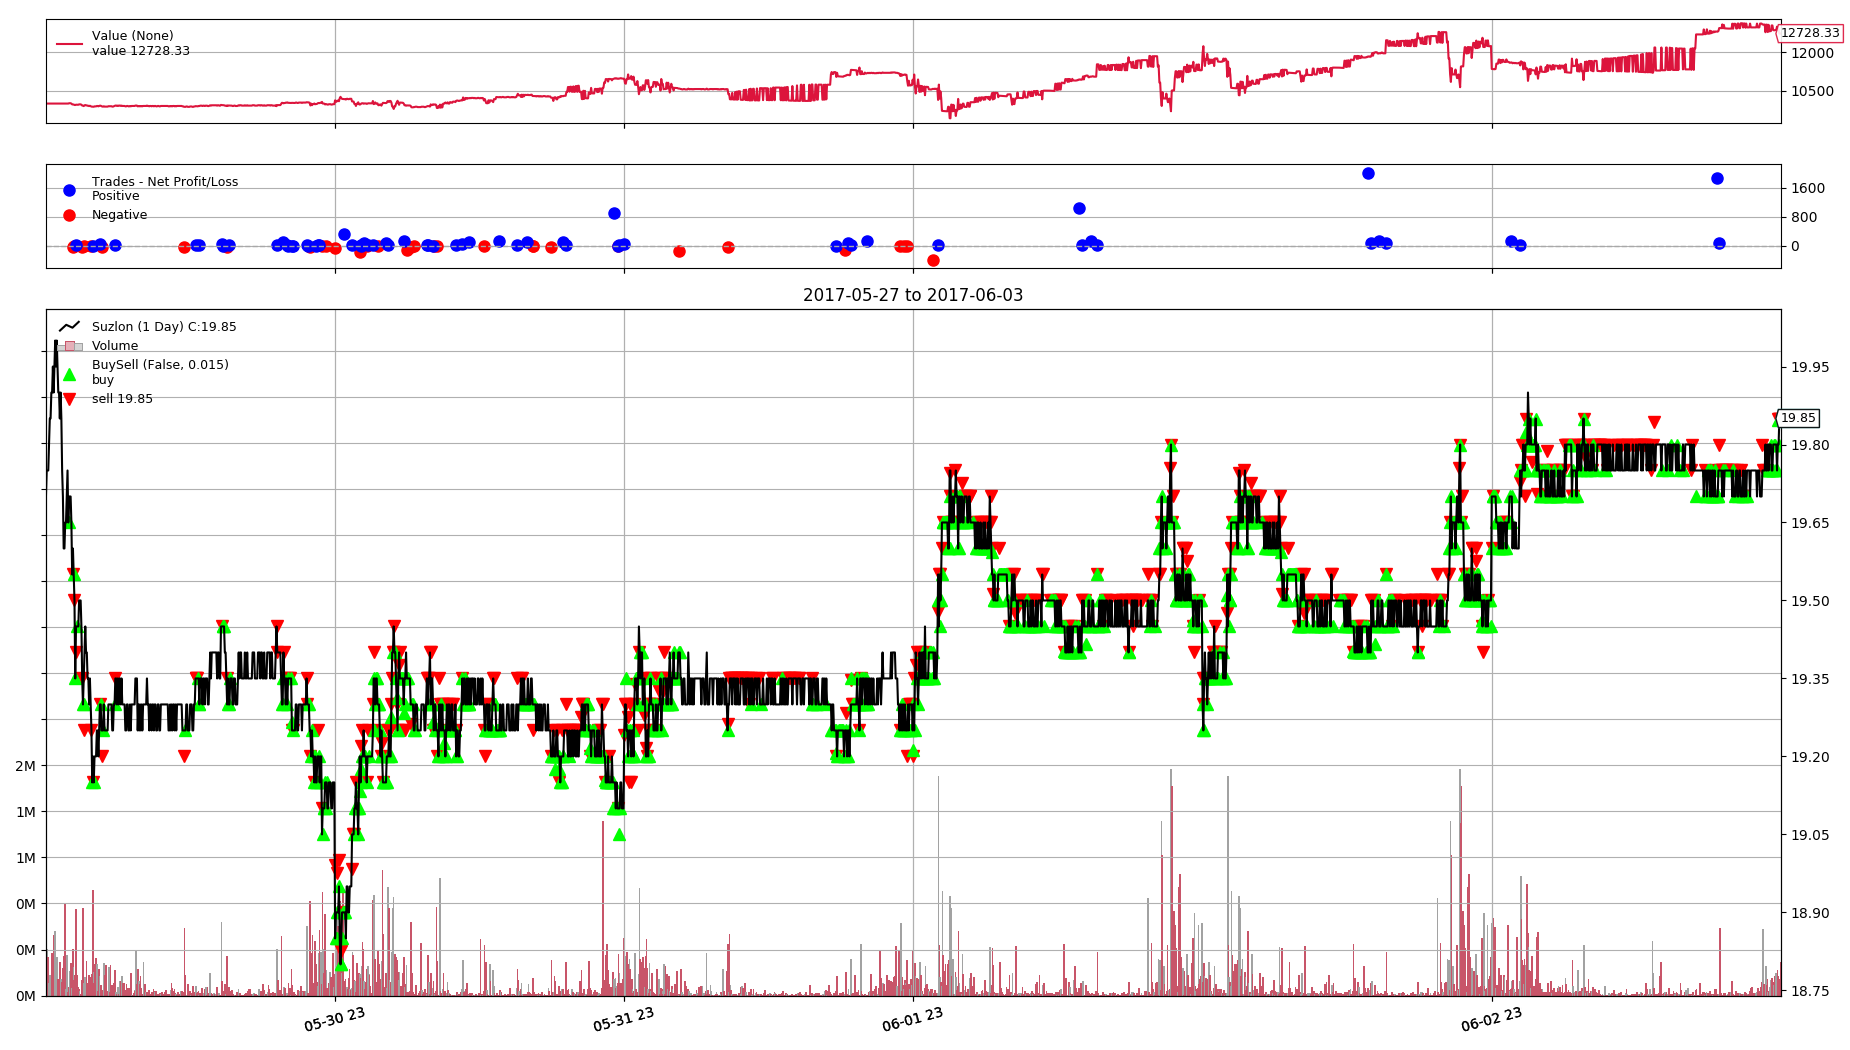 Value (None)
value 12728.33
12728.33
12000
10500
Trades - Net Profit/Loss
Positive
Negative
1600
800
0
2017-05-27 to 2017-06-03
Suzlon (1 Day) C:19.85
Volume
BuySell (False, 0.015)
buy
sell 19.85
19.95
19.85
19.80
19.65
19.50
19.35
19.20
19.05
18.90
18.75
2M
1M
1M
0M
0M
0M
05-30 23
05-31 23
06-01 23
06-02 23